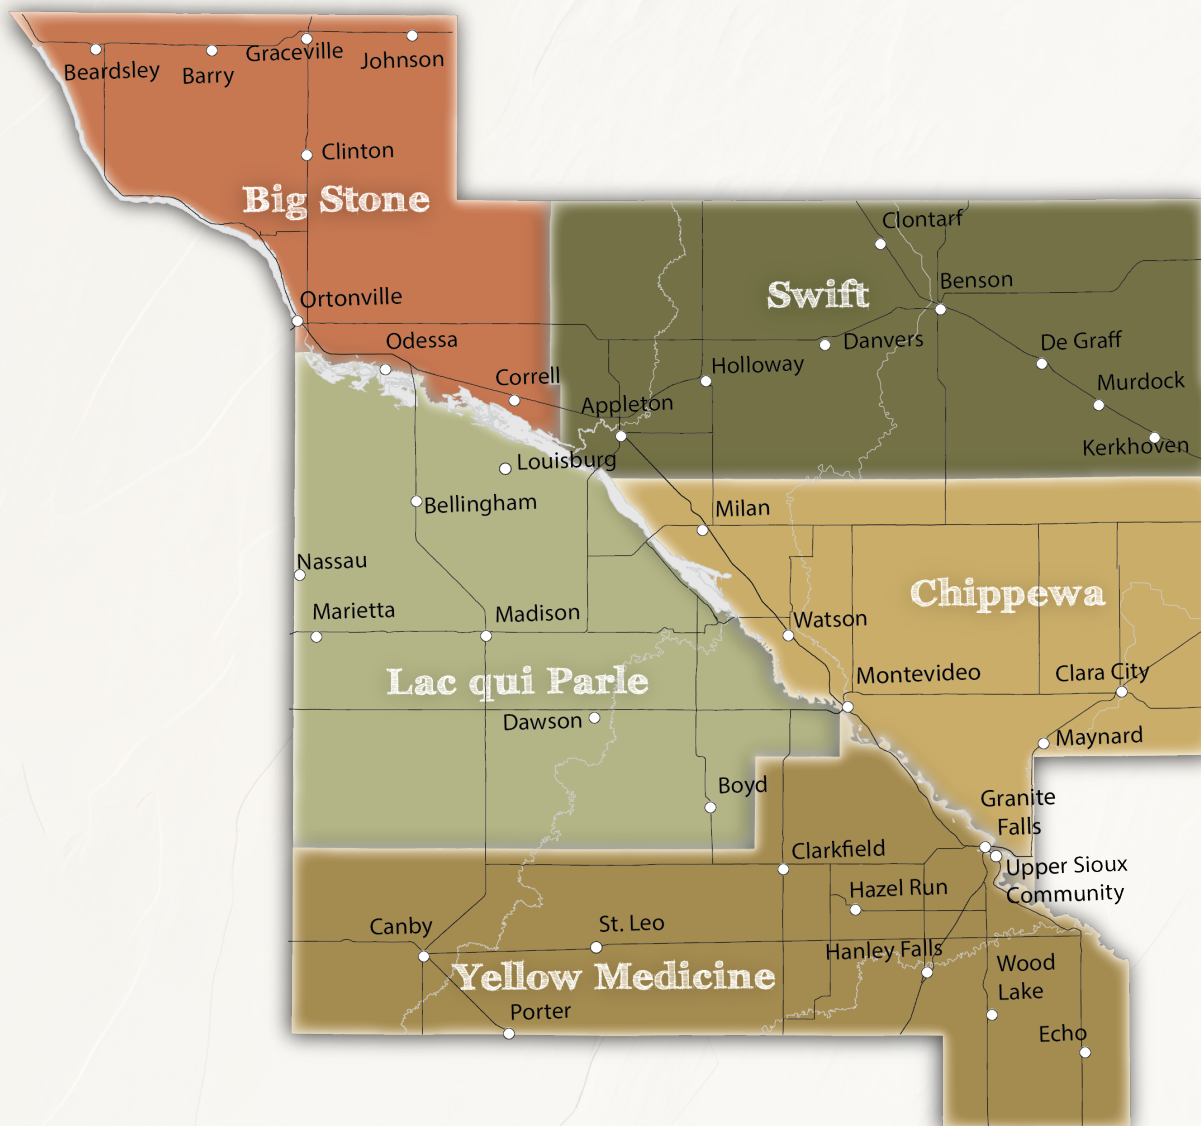 Graceville
Johnson
Beardsley
Barry
Clinton
Big Stone
Clontarf
Benson
Swift
Ortonville
Odessa
Danvers
De Graff
Holloway
Correll
Murdock
Appleton
Kerkhoven
Louisburg
Bellingham
Milan
Nassau
Chippewa
Marietta
Madison
Watson
Lac qui Parle
Montevideo
Clara City
Dawson
Maynard
Boyd
Granite
Falls
Clarkfield
Upper Sioux
Community
Hazel Run
Canby
St. Leo
Hanley Falls
Yellow Medicine
Wood
Lake
Porter
Echo